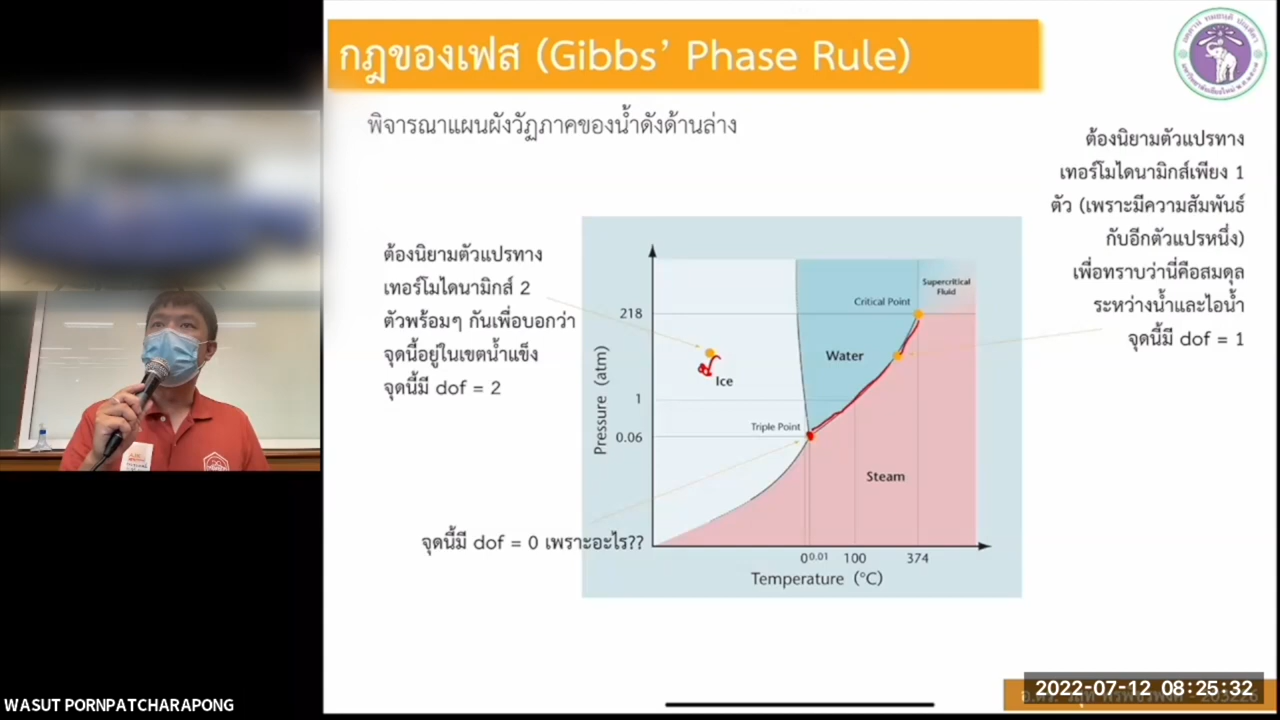 กฎของเฟส (Gibbs' Phase Rule)
พิจารณาแผนผังวัฏภาคของน้ำดังด้านล่าง
ต้องนิยามตัวแปรทาง
เทอร์โมไดนามิกส์เพียง 1
ตัว (เพราะมีความสัมพันธ์
กับอีกตัวแปรหนึ่ง)
เพื่อทราบว่านี่คือสมดุล
ระหว่างน้ำและไอน้ำ
จุดนี้มี dof = 1
ต้องนิยามตัวแปรทาง
เทอร์โมไดนามิกส์ 2
ตัวพร้อมๆ กันเพื่อบอกว่า
จุดนี้อยู่ในเขตน้ำแข็ง
จุดนี้มี dof = 2
Supercritical
Fluid
Critical Point
218
Water
Ice
Pressure (atm)
1
Triple Point
0.06
Steam
จุดนี้มี dof = 0 เพราะอะไร??
0 0.01 100 374
Temperature (°C)
2022-07-12 08:25:32
WASUT PORNPATCHARAPONG